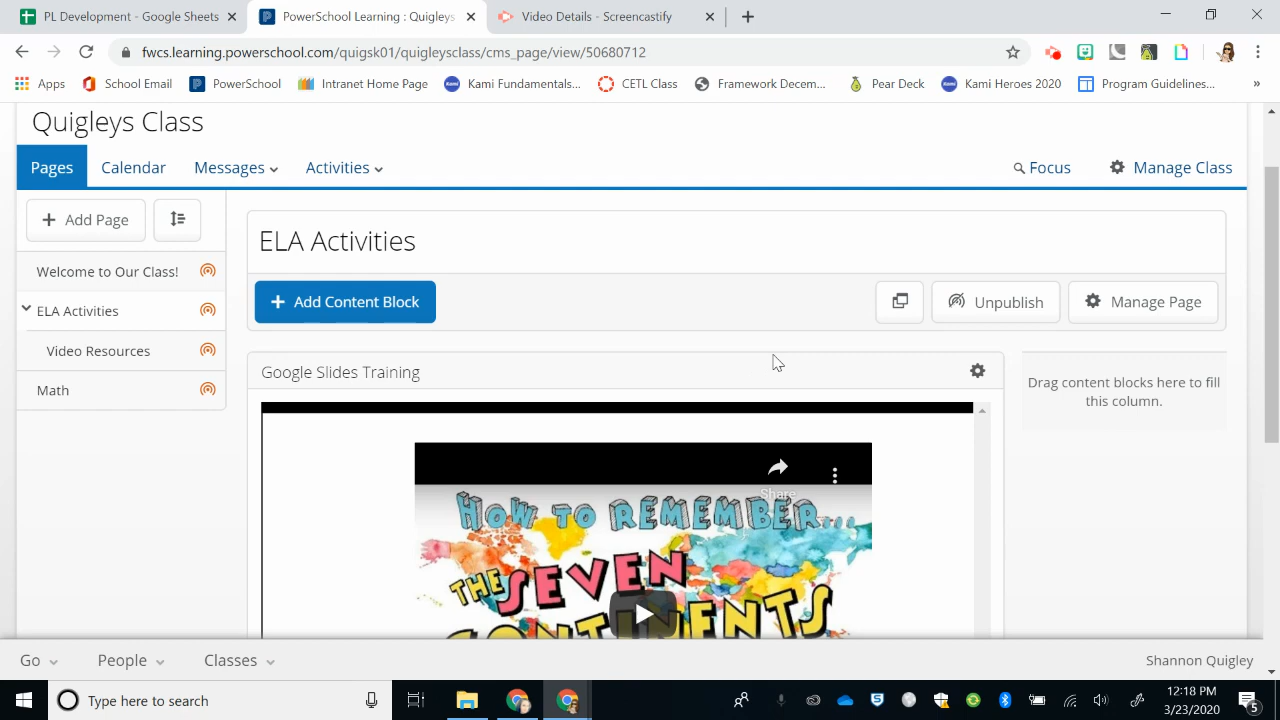 PL Development - Google Sheets
PowerSchool Learning : Quigleys
Video Details - Screencastify
fwcs.learning.powerschool.com/quigsk01/quigleysclass/cms_page/view/50680712
Apps
School Email
PowerSchool
Intranet Home Page
Kami Fundamentals...
CETL Class
Framework Decem...
Pear Deck
Kami Heroes 2020
Program Guidelines...
»
Quigleys Class
Pages
Calendar
Messages
Activities
Focus
Manage Class
+ Add Page
Welcome to Our Class!
ELA Activities
Video Resources
Math
ELA Activities
+ Add Content Block
Unpublish
Manage Page
Google Slides Training
Drag content blocks here to fill
this column.
Share
HOW TO REMEMBER...
THE SEVEN
CONTINENTS
Go
People
Classes
Shannon Quigley
Type here to search
12:18 PM
3/23/2020
5